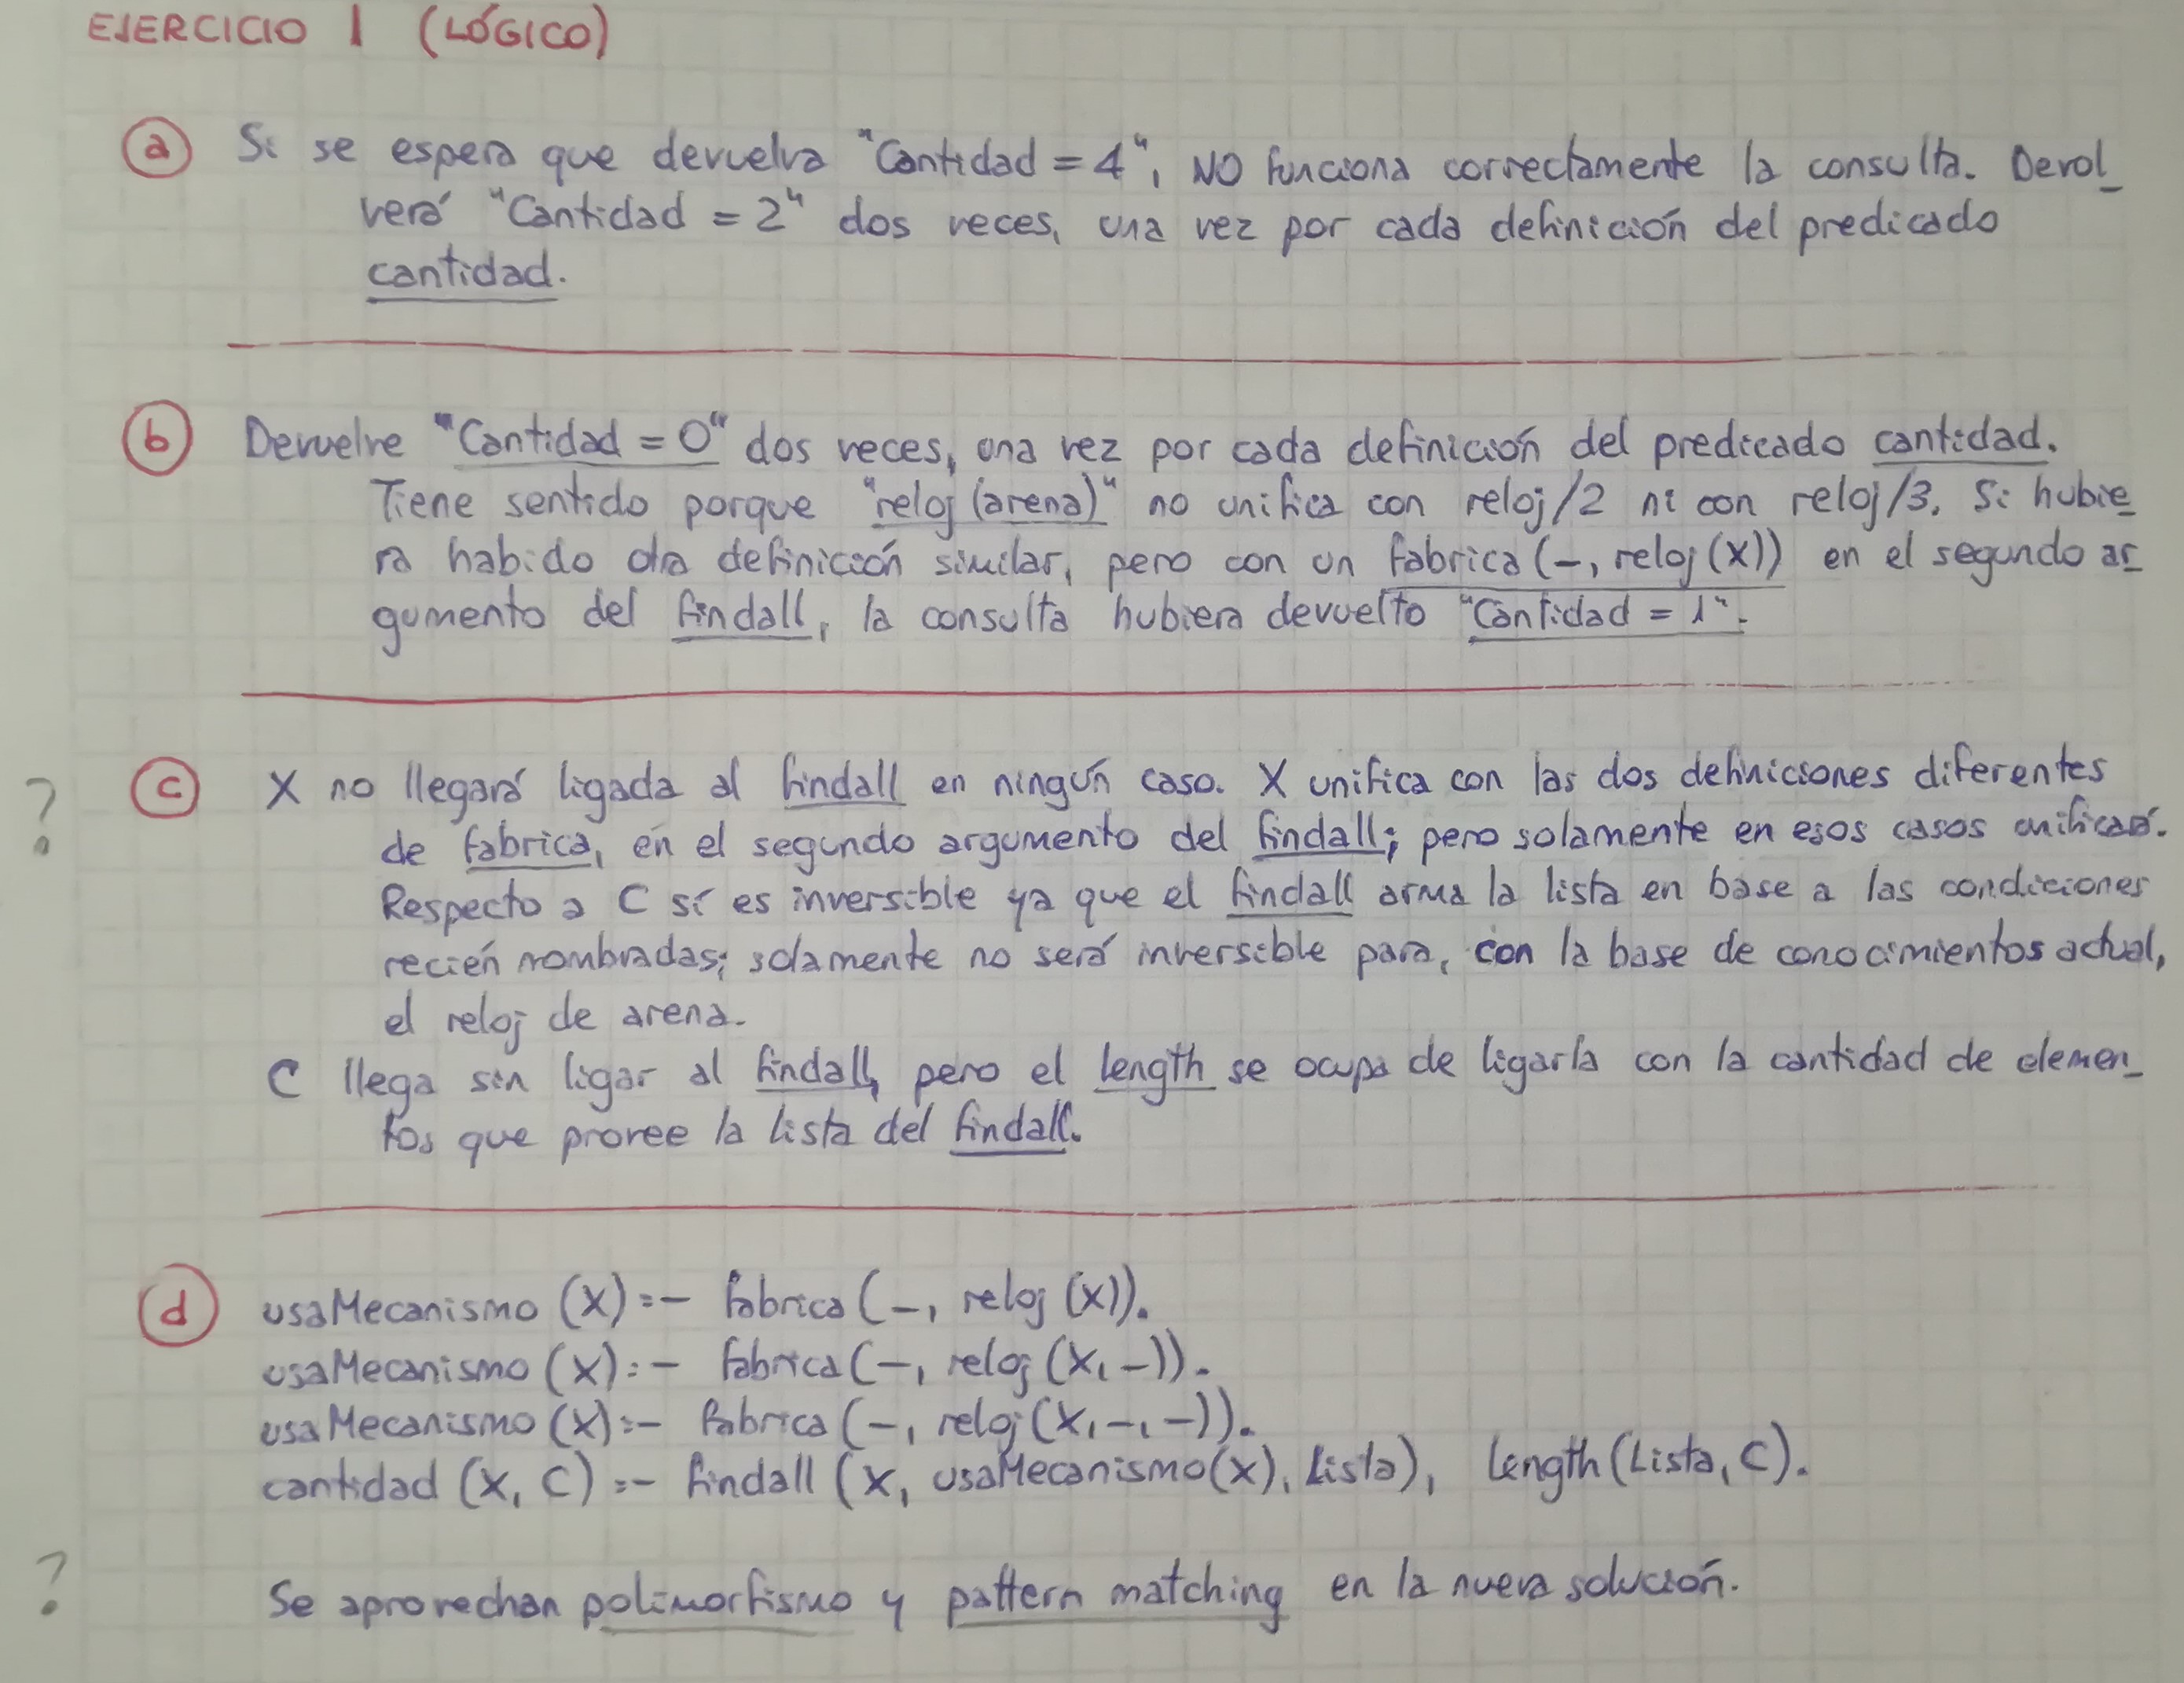 EJERCICIO 1 (LÓGICO)
a Si se espera que devuelva "Cantidad = 4", NO funciona correctamente la consulta. Devol_
verá "Cantidad = 2" dos veces, una vez por cada definición del predicado
cantidad.
b Devuelve "Cantidad = 0" dos veces, una vez por cada definición del predicado cantidad.
Tiene sentido porque "reloj (arena)" no unifica con reloj/2 ni con reloj/3. Si hubie_
ra habido otra definición similar, pero con un fabrica (_, reloj (X)) en el segundo ar_
gumento del findall, la consulta hubiera devuelto "Cantidad = 1".
? c X no llegará ligada al findall en ningún caso. X unifica con las dos definiciones diferentes
de fabrica, en el segundo argumento del findall; pero solamente en esos casos unificará.
Respecto a C sí es inversible ya que el findall arma la lista en base a las condiciones
recién nombradas; solamente no será inversible para, con la base de conocimientos actual,
el reloj de arena.
C llega sin ligar al findall, pero el length se ocupa de ligarla con la cantidad de elemen_
tos que provee la lista del findall.
d usaMecanismo (X) :- fabrica (_, reloj (X)).
usaMecanismo (X) :- fabrica (_, reloj (X, _)).
usaMecanismo (X) :- fabrica (_, reloj (X, _, _)).
cantidad (X, C) :- findall (X, usaMecanismo(X), Lista), length (Lista, C).
? Se aprovechan polimorfismo y pattern matching en la nueva solución.